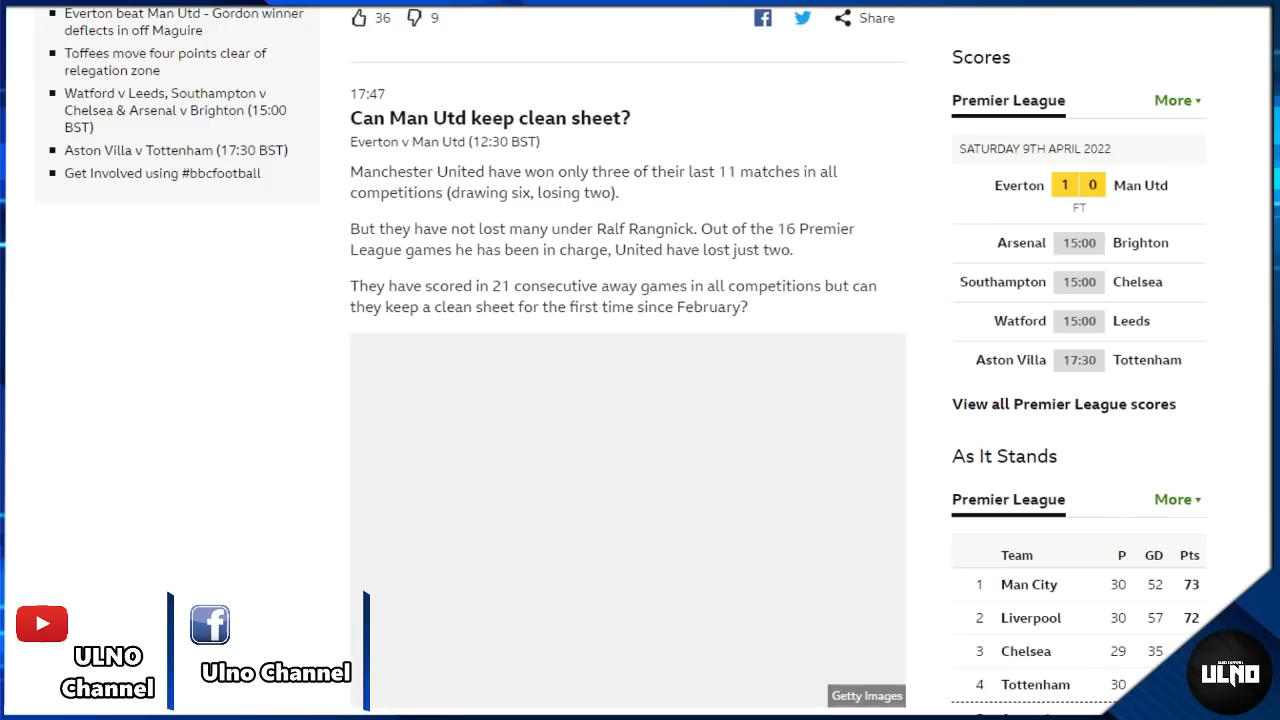 Everton beat Man Utd - Gordon winner
deflects in off Maguire
Toffees move four points clear of
relegation zone
Watford v Leeds, Southampton v
Chelsea & Arsenal v Brighton (15:00
BST)
Aston Villa v Tottenham (17:30 BST)
Get Involved using #bbcfootball
36 9 Share
17:47
Can Man Utd keep clean sheet?
Everton v Man Utd (12:30 BST)
Manchester United have won only three of their last 11 matches in all
competitions (drawing six, losing two).
But they have not lost many under Ralf Rangnick. Out of the 16 Premier
League games he has been in charge, United have lost just two.
They have scored in 21 consecutive away games in all competitions but can
they keep a clean sheet for the first time since February?
Getty Images
Scores
Premier League More
SATURDAY 9TH APRIL 2022
Everton 1 0 Man Utd
FT
Arsenal 15:00 Brighton
Southampton 15:00 Chelsea
Watford 15:00 Leeds
Aston Villa 17:30 Tottenham
View all Premier League scores
As It Stands
Premier League More
Team P GD Pts
1 Man City 30 52 73
2 Liverpool 30 57 72
3 Chelsea 29 35
4 Tottenham 30
ULNO
Channel
Ulno Channel
ULNO